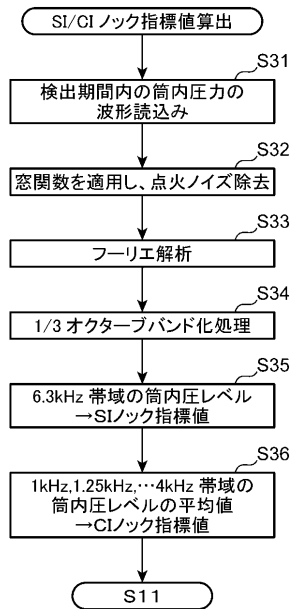 SI/CI ノック指標値算出
S31
検出期間内の筒内圧力の
波形読込み
S32
窓関数を適用し、点火ノイズ除去
S33
フーリエ解析
S34
1/3 オクターブバンド化処理
S35
6.3kHz 帯域の筒内圧レベル
→SIノック指標値
S36
1kHz,1.25kHz,…4kHz 帯域の
筒内圧レベルの平均値
→CIノック指標値
S11